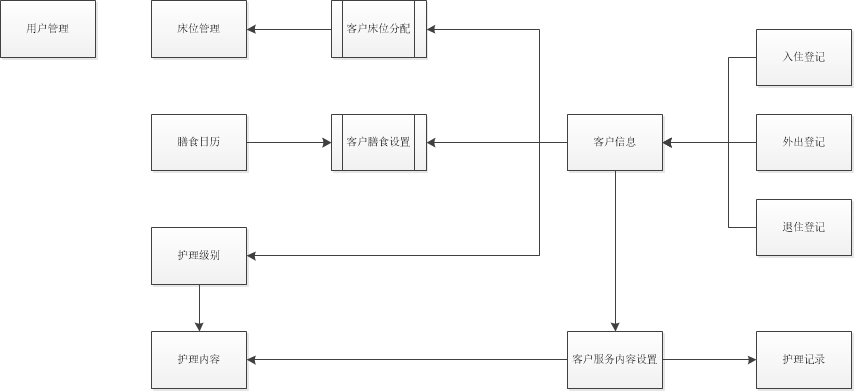 用户管理
床位管理
客户床位分配
入住登记
膳食日历
客户膳食设置
客户信息
外出登记
护理级别
退住登记
护理内容
客户服务内容设置
护理记录